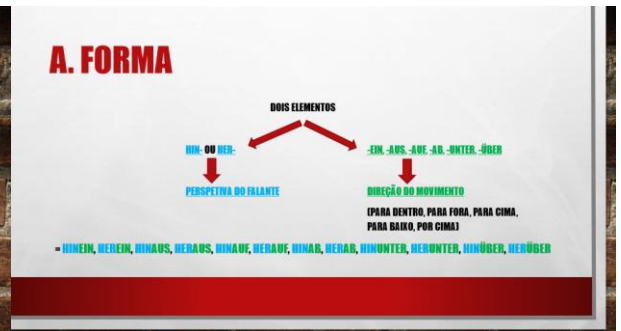 A. FORMA
DOIS ELEMENTOS
HIN- OU HER-
-EIN, -AUS, -AUF, -AB, -UNTER, -ÜBER
PERSPETIVA DO FALANTE
DIREÇÃO DO MOVIMENTO
(PARA DENTRO, PARA FORA, PARA CIMA,
PARA BAIXO, POR CIMA)
= HINEIN, HEREIN, HINAUS, HERAUS, HINAUF, HERAUF, HINAB, HERAB, HINUNTER, HERUNTER, HINÜBER, HERÜBER